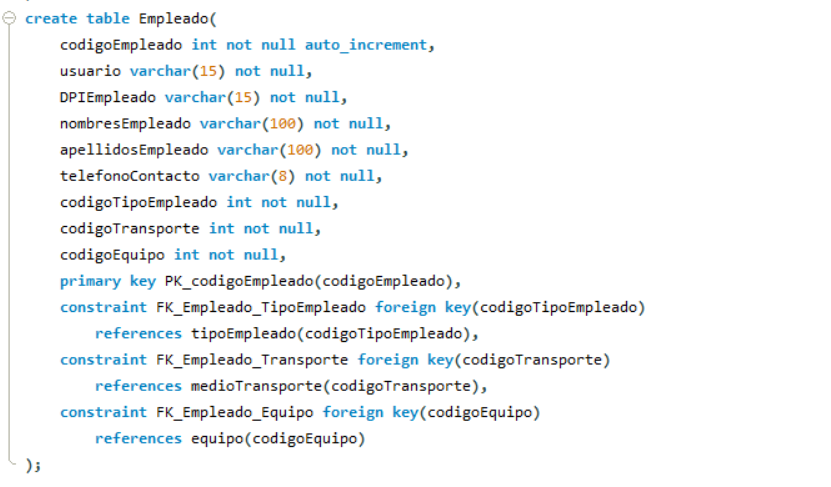 create table Empleado(
codigoEmpleado int not null auto_increment,
usuario varchar(15) not null,
DPIEmpleado varchar(15) not null,
nombresEmpleado varchar(100) not null,
apellidosEmpleado varchar(100) not null,
telefonoContacto varchar(8) not null,
codigoTipoEmpleado int not null,
codigoTransporte int not null,
codigoEquipo int not null,
primary key PK_codigoEmpleado(codigoEmpleado),
constraint FK_Empleado_TipoEmpleado foreign key(codigoTipoEmpleado)
references tipoEmpleado(codigoTipoEmpleado),
constraint FK_Empleado_Transporte foreign key(codigoTransporte)
references medioTransporte(codigoTransporte),
constraint FK_Empleado_Equipo foreign key(codigoEquipo)
references equipo(codigoEquipo)
);